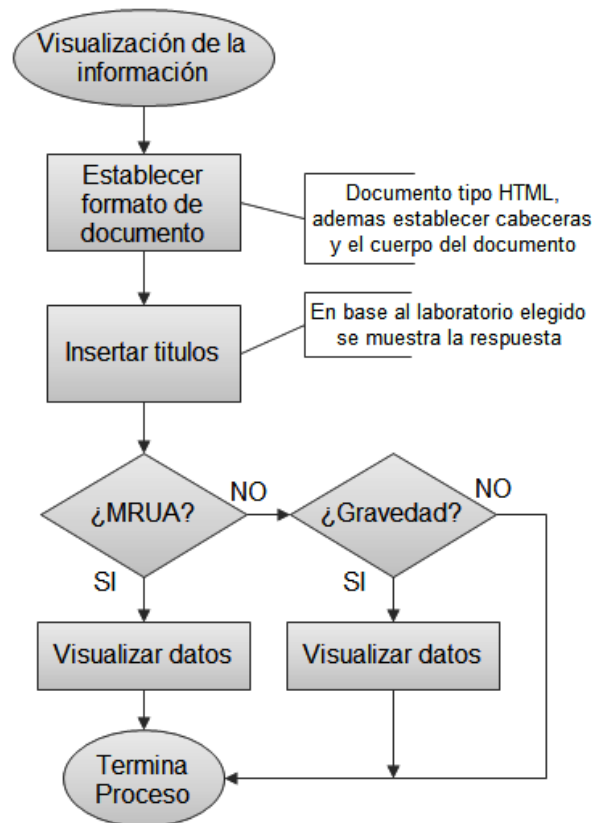 Visualización de la
información
Establecer
formato de
documento
Documento tipo HTML,
ademas establecer cabeceras
y el cuerpo del documento
Insertar titulos
En base al laboratorio elegido
se muestra la respuesta
¿MRUA?
NO
¿Gravedad?
NO
SI
SI
Visualizar datos
Visualizar datos
Termina
Proceso